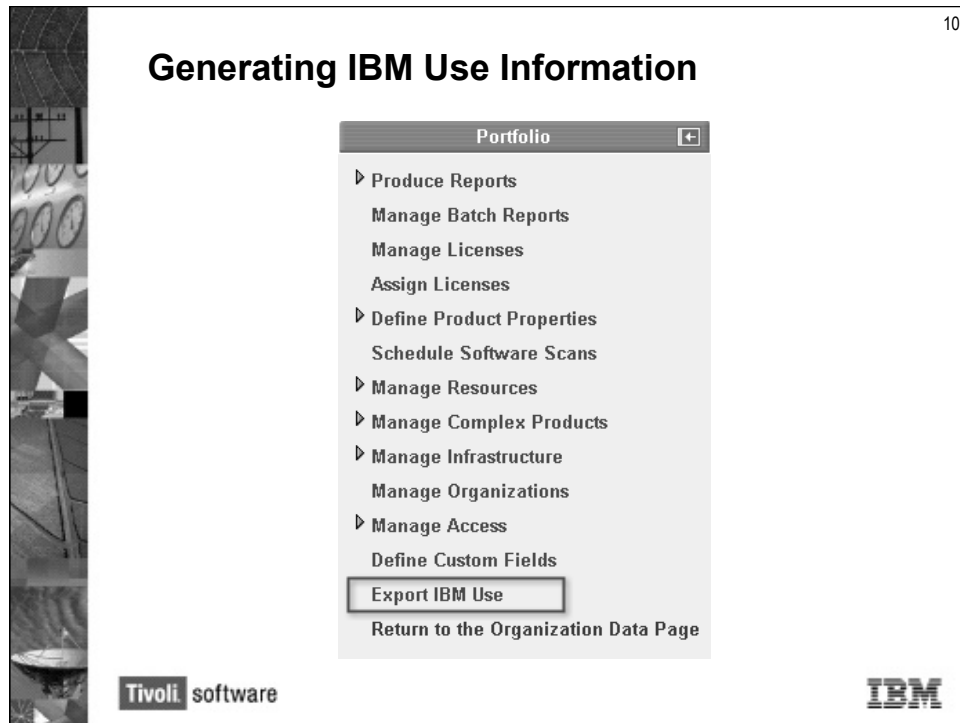 10
Generating IBM Use Information
Portfolio
Produce Reports
Manage Batch Reports
Manage Licenses
Assign Licenses
Define Product Properties
Schedule Software Scans
Manage Resources
Manage Complex Products
Manage Infrastructure
Manage Organizations
Manage Access
Define Custom Fields
Export IBM Use
Return to the Organization Data Page
Tivoli. software
IBM